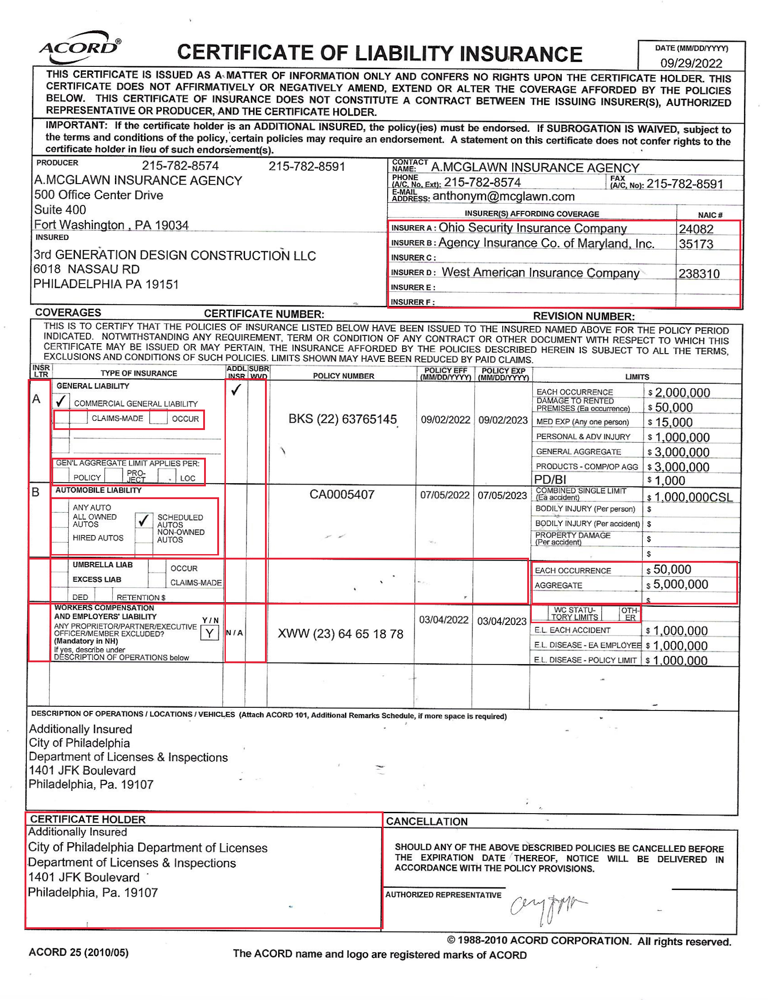 ACORD®
CERTIFICATE OF LIABILITY INSURANCE
DATE (MM/DD/YYYY)
09/29/2022
THIS CERTIFICATE IS ISSUED AS A MATTER OF INFORMATION ONLY AND CONFERS NO RIGHTS UPON THE CERTIFICATE HOLDER. THIS
CERTIFICATE DOES NOT AFFIRMATIVELY OR NEGATIVELY AMEND, EXTEND OR ALTER THE COVERAGE AFFORDED BY THE POLICIES
BELOW. THIS CERTIFICATE OF INSURANCE DOES NOT CONSTITUTE A CONTRACT BETWEEN THE ISSUING INSURER(S), AUTHORIZED
REPRESENTATIVE OR PRODUCER, AND THE CERTIFICATE HOLDER.
IMPORTANT: If the certificate holder is an ADDITIONAL INSURED, the policy(ies) must be endorsed. If SUBROGATION IS WAIVED, subject to
the terms and conditions of the policy, certain policies may require an endorsement. A statement on this certificate does not confer rights to the
certificate holder in lieu of such endorsement(s).
PRODUCER 215-782-8574 215-782-8591
A.MCGLAWN INSURANCE AGENCY
500 Office Center Drive
Suite 400
Fort Washington , PA 19034
CONTACT NAME: A.MCGLAWN INSURANCE AGENCY
PHONE (A/C, No, Ext): 215-782-8574 FAX (A/C, No): 215-782-8591
E-MAIL ADDRESS: anthonym@mcglawn.com
INSURER(S) AFFORDING COVERAGE NAIC #
INSURER A : Ohio Security Insurance Company 24082
INSURED
3rd GENERATION DESIGN CONSTRUCTION LLC
6018 NASSAU RD
PHILADELPHIA PA 19151
INSURER B : Agency Insurance Co. of Maryland, Inc. 35173
INSURER C :
INSURER D : West American Insurance Company 238310
INSURER E :
INSURER F :
COVERAGES CERTIFICATE NUMBER: REVISION NUMBER:
THIS IS TO CERTIFY THAT THE POLICIES OF INSURANCE LISTED BELOW HAVE BEEN ISSUED TO THE INSURED NAMED ABOVE FOR THE POLICY PERIOD
INDICATED. NOTWITHSTANDING ANY REQUIREMENT, TERM OR CONDITION OF ANY CONTRACT OR OTHER DOCUMENT WITH RESPECT TO WHICH THIS
CERTIFICATE MAY BE ISSUED OR MAY PERTAIN, THE INSURANCE AFFORDED BY THE POLICIES DESCRIBED HEREIN IS SUBJECT TO ALL THE TERMS,
EXCLUSIONS AND CONDITIONS OF SUCH POLICIES. LIMITS SHOWN MAY HAVE BEEN REDUCED BY PAID CLAIMS.
INSR LTR TYPE OF INSURANCE ADDL INSR SUBR WVD POLICY NUMBER POLICY EFF (MM/DD/YYYY) POLICY EXP (MM/DD/YYYY) LIMITS
A GENERAL LIABILITY ✓
✓ COMMERCIAL GENERAL LIABILITY
CLAIMS-MADE OCCUR
GEN'L AGGREGATE LIMIT APPLIES PER:
POLICY PRO-JECT LOC
BKS (22) 63765145 09/02/2022 09/02/2023
EACH OCCURRENCE $ 2,000,000
DAMAGE TO RENTED PREMISES (Ea occurrence) $ 50,000
MED EXP (Any one person) $ 15,000
PERSONAL & ADV INJURY $ 1,000,000
GENERAL AGGREGATE $ 3,000,000
PRODUCTS - COMP/OP AGG $ 3,000,000
PD/BI $ 1,000
B AUTOMOBILE LIABILITY
ANY AUTO
ALL OWNED AUTOS ✓ SCHEDULED AUTOS
HIRED AUTOS NON-OWNED AUTOS
CA0005407 07/05/2022 07/05/2023
COMBINED SINGLE LIMIT (Ea accident) $ 1,000,000CSL
BODILY INJURY (Per person) $
BODILY INJURY (Per accident) $
PROPERTY DAMAGE (Per accident) $
$
UMBRELLA LIAB OCCUR
EXCESS LIAB CLAIMS-MADE
DED RETENTION $
EACH OCCURRENCE $ 50,000
AGGREGATE $ 5,000,000
$
WORKERS COMPENSATION
AND EMPLOYERS' LIABILITY Y / N
ANY PROPRIETOR/PARTNER/EXECUTIVE
OFFICER/MEMBER EXCLUDED? Y N / A
(Mandatory in NH)
If yes, describe under
DESCRIPTION OF OPERATIONS below
XWW (23) 64 65 18 78 03/04/2022 03/04/2023
WC STATU-TORY LIMITS OTH-ER
E.L. EACH ACCIDENT $ 1,000,000
E.L. DISEASE - EA EMPLOYEE $ 1,000,000
E.L. DISEASE - POLICY LIMIT $ 1,000,000
DESCRIPTION OF OPERATIONS / LOCATIONS / VEHICLES (Attach ACORD 101, Additional Remarks Schedule, if more space is required)
Additionally Insured
City of Philadelphia
Department of Licenses & Inspections
1401 JFK Boulevard
Philadelphia, Pa. 19107
CERTIFICATE HOLDER
Additionally Insured
City of Philadelphia Department of Licenses
Department of Licenses & Inspections
1401 JFK Boulevard
Philadelphia, Pa. 19107
CANCELLATION
SHOULD ANY OF THE ABOVE DESCRIBED POLICIES BE CANCELLED BEFORE
THE EXPIRATION DATE THEREOF, NOTICE WILL BE DELIVERED IN
ACCORDANCE WITH THE POLICY PROVISIONS.
AUTHORIZED REPRESENTATIVE
© 1988-2010 ACORD CORPORATION. All rights reserved.
ACORD 25 (2010/05)
The ACORD name and logo are registered marks of ACORD